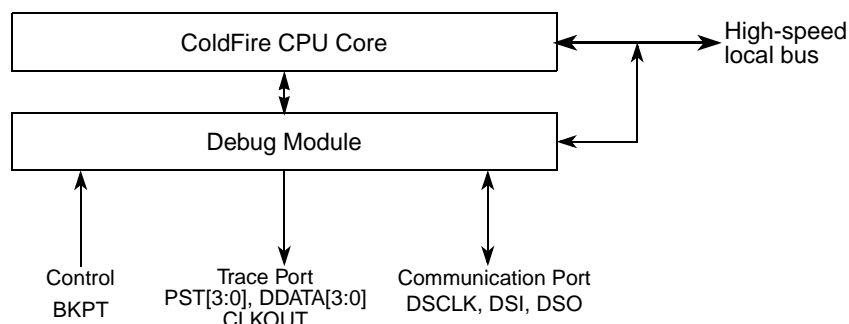 ColdFire CPU Core
High-speed
local bus
Debug Module
Control
BKPT
Trace Port
PST[3:0], DDATA[3:0]
CLKOUT
Communication Port
DSCLK, DSI, DSO